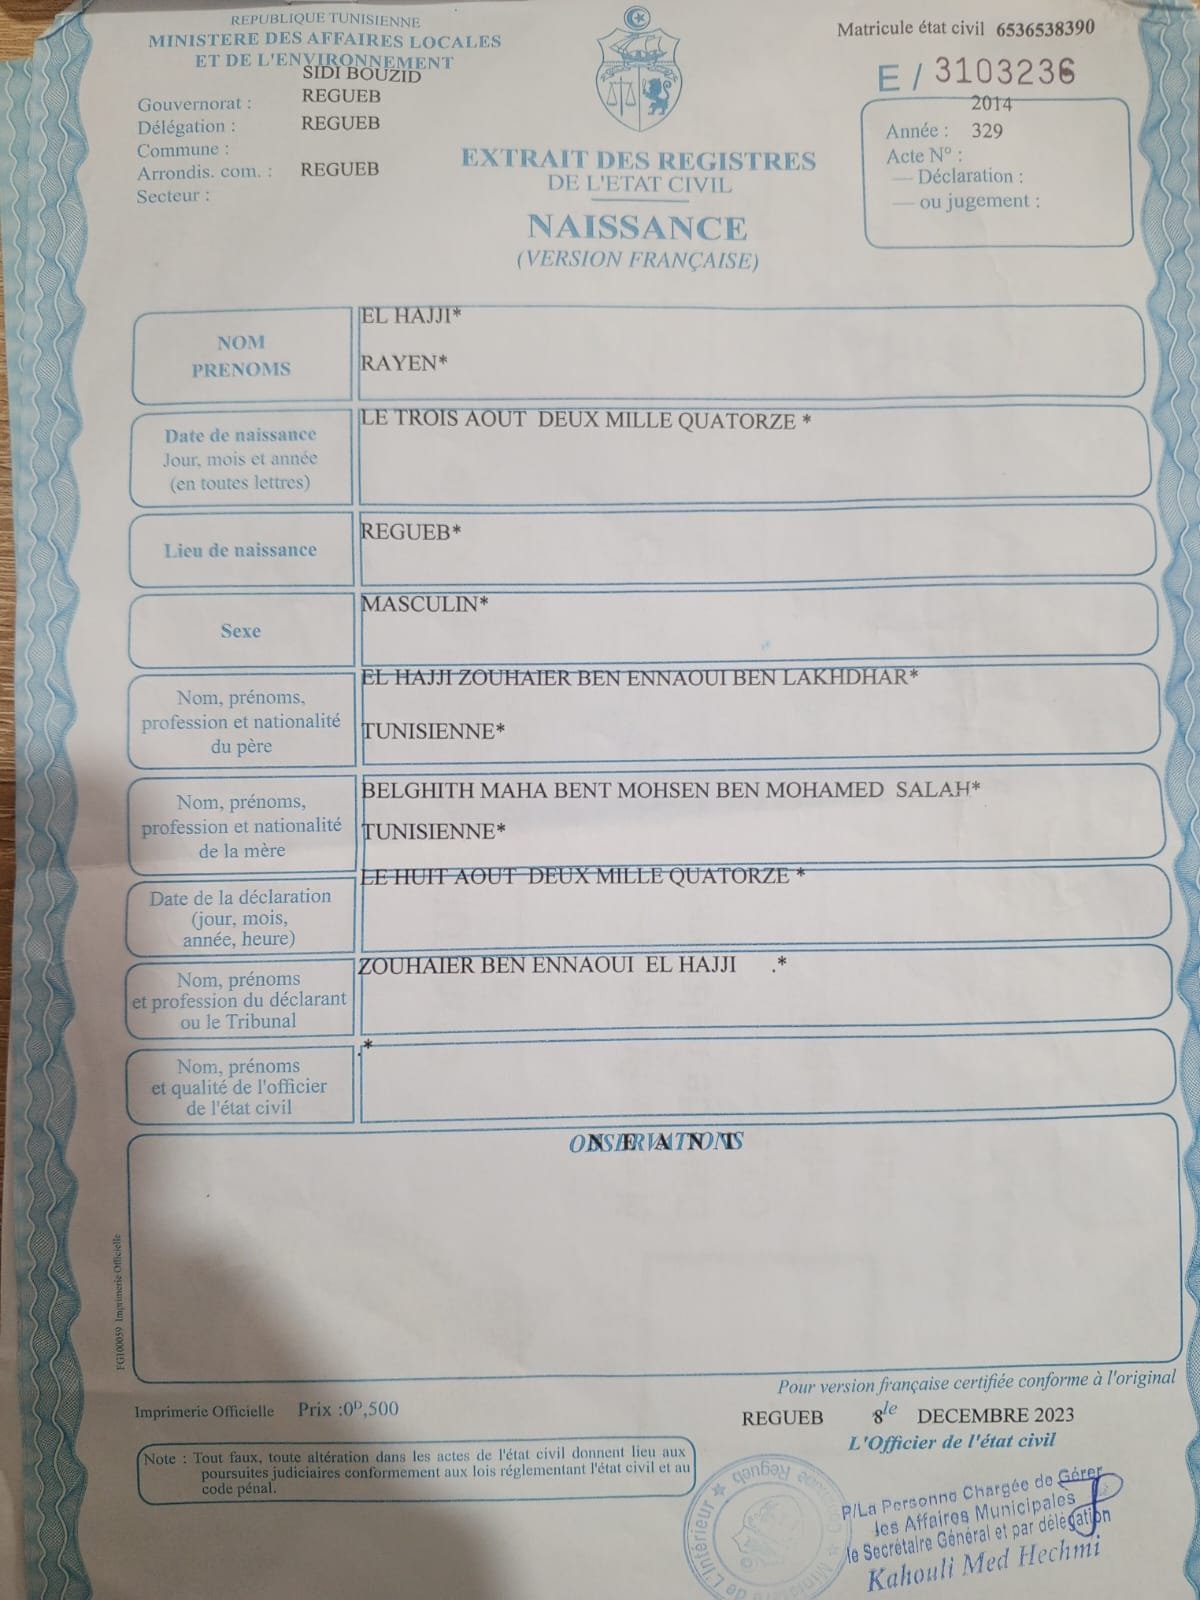 REPUBLIQUE TUNISIENNE
MINISTERE DES AFFAIRES LOCALES
ET DE L'ENVIRONNEMENT
SIDI BOUZID
Gouvernorat : REGUEB
Délégation : REGUEB
Commune :
Arrondis. com. : REGUEB
Secteur :
Matricule état civil 6536538390
E / 3103236
2014
Année : 329
Acte N° :
— Déclaration :
— ou jugement :
EXTRAIT DES REGISTRES
DE L'ETAT CIVIL
NAISSANCE
(VERSION FRANÇAISE)
NOM
PRENOMS
EL HAJJI*
RAYEN*
Date de naissance
Jour, mois et année
(en toutes lettres)
LE TROIS AOUT DEUX MILLE QUATORZE *
Lieu de naissance
REGUEB*
Sexe
MASCULIN*
Nom, prénoms,
profession et nationalité
du père
EL HAJJI ZOUHAIER BEN ENNAOUI BEN LAKHDHAR*
TUNISIENNE*
Nom, prénoms,
profession et nationalité
de la mère
BELGHITH MAHA BENT MOHSEN BEN MOHAMED SALAH*
TUNISIENNE*
Date de la déclaration
(jour, mois,
année, heure)
LE HUIT AOUT DEUX MILLE QUATORZE *
Nom, prénoms
et profession du déclarant
ou le Tribunal
ZOUHAIER BEN ENNAOUI EL HAJJI .*
Nom, prénoms
et qualité de l'officier
de l'état civil
.*
OBSERVATIONS
N E A N T
FG100059 Imprimerie Officielle
Pour version française certifiée conforme à l'original
Imprimerie Officielle Prix :0ᴰ,500
REGUEB le 8 DECEMBRE 2023
L'Officier de l'état civil
Note : Tout faux, toute altération dans les actes de l'état civil donnent lieu aux
poursuites judiciaires conformement aux lois réglementant l'état civil et au
code pénal.
P/La Personne Chargée de Gérer
les Affaires Municipales
le Secrétaire Général et par délégation
Kahouli Med Hechmi
Commune Regueb ★ Ministère de L'Intérieur ★